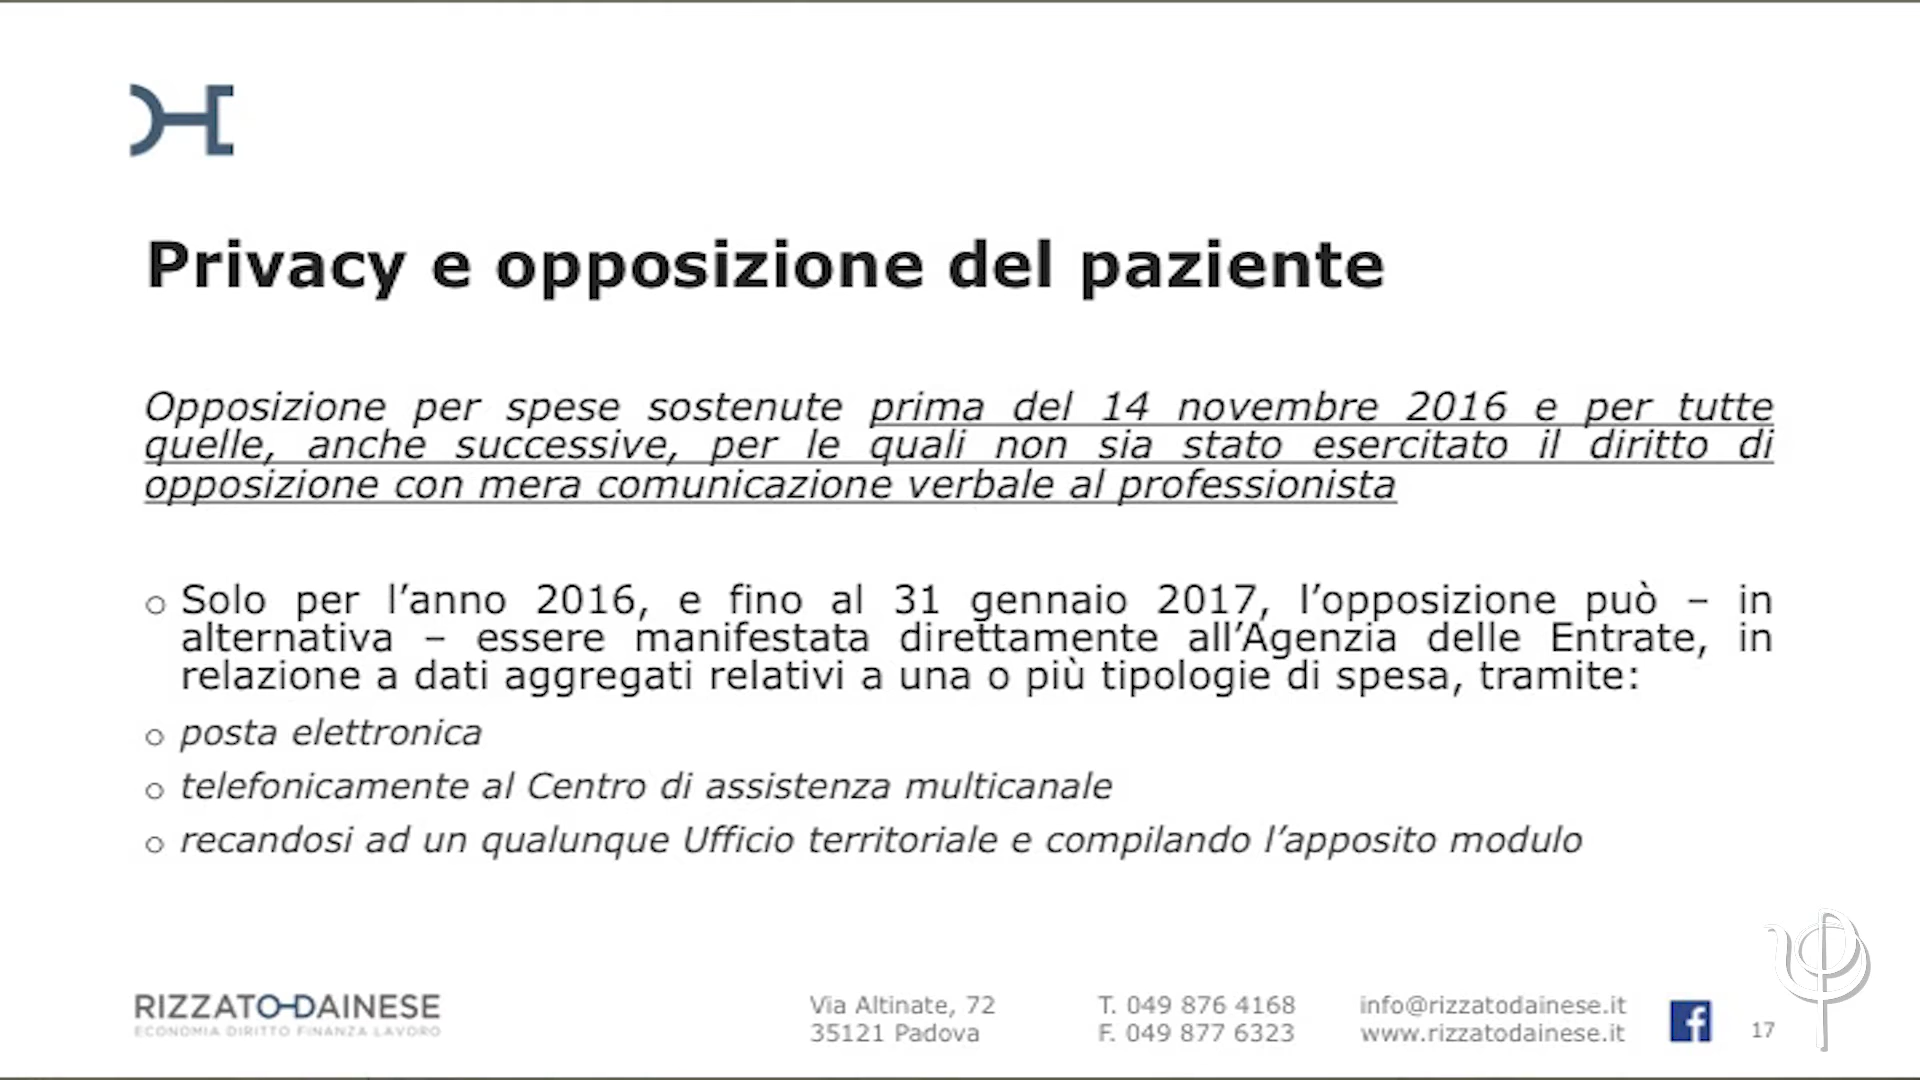 Privacy e opposizione del paziente
Opposizione per spese sostenute prima del 14 novembre 2016 e per tutte
quelle, anche successive, per le quali non sia stato esercitato il diritto di
opposizione con mera comunicazione verbale al professionista
o Solo per l’anno 2016, e fino al 31 gennaio 2017, l’opposizione può – in
alternativa – essere manifestata direttamente all’Agenzia delle Entrate, in
relazione a dati aggregati relativi a una o più tipologie di spesa, tramite:
o posta elettronica
o telefonicamente al Centro di assistenza multicanale
o recandosi ad un qualunque Ufficio territoriale e compilando l’apposito modulo
RIZZATO-DAINESE
ECONOMIA DIRITTO FINANZA LAVORO
Via Altinate, 72
35121 Padova
T. 049 876 4168
F. 049 877 6323
info@rizzatodainese.it
www.rizzatodainese.it
17